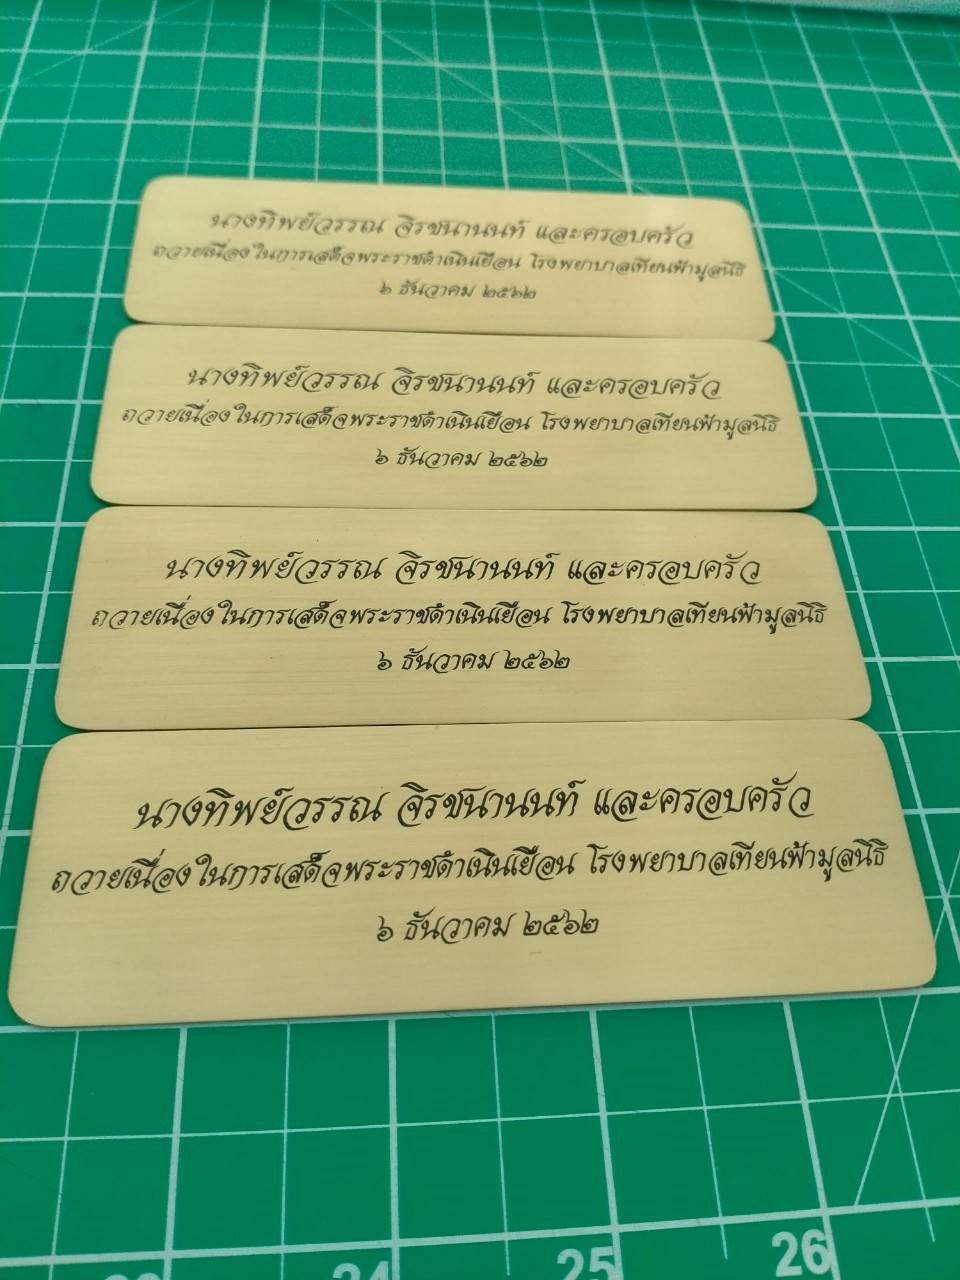 นางทิพย์วรรณ จิรชนานนท์ และครอบครัว
ถวายเนื่องในการเสด็จพระราชดำเนินเยือน โรงพยาบาลเทียนฟ้ามูลนิธิ
๖ ธันวาคม ๒๕๖๒
นางทิพย์วรรณ จิรชนานนท์ และครอบครัว
ถวายเนื่องในการเสด็จพระราชดำเนินเยือน โรงพยาบาลเทียนฟ้ามูลนิธิ
๖ ธันวาคม ๒๕๖๒
นางทิพย์วรรณ จิรชนานนท์ และครอบครัว
ถวายเนื่องในการเสด็จพระราชดำเนินเยือน โรงพยาบาลเทียนฟ้ามูลนิธิ
๖ ธันวาคม ๒๕๖๒
นางทิพย์วรรณ จิรชนานนท์ และครอบครัว
ถวายเนื่องในการเสด็จพระราชดำเนินเยือน โรงพยาบาลเทียนฟ้ามูลนิธิ
๖ ธันวาคม ๒๕๖๒
24 25 26